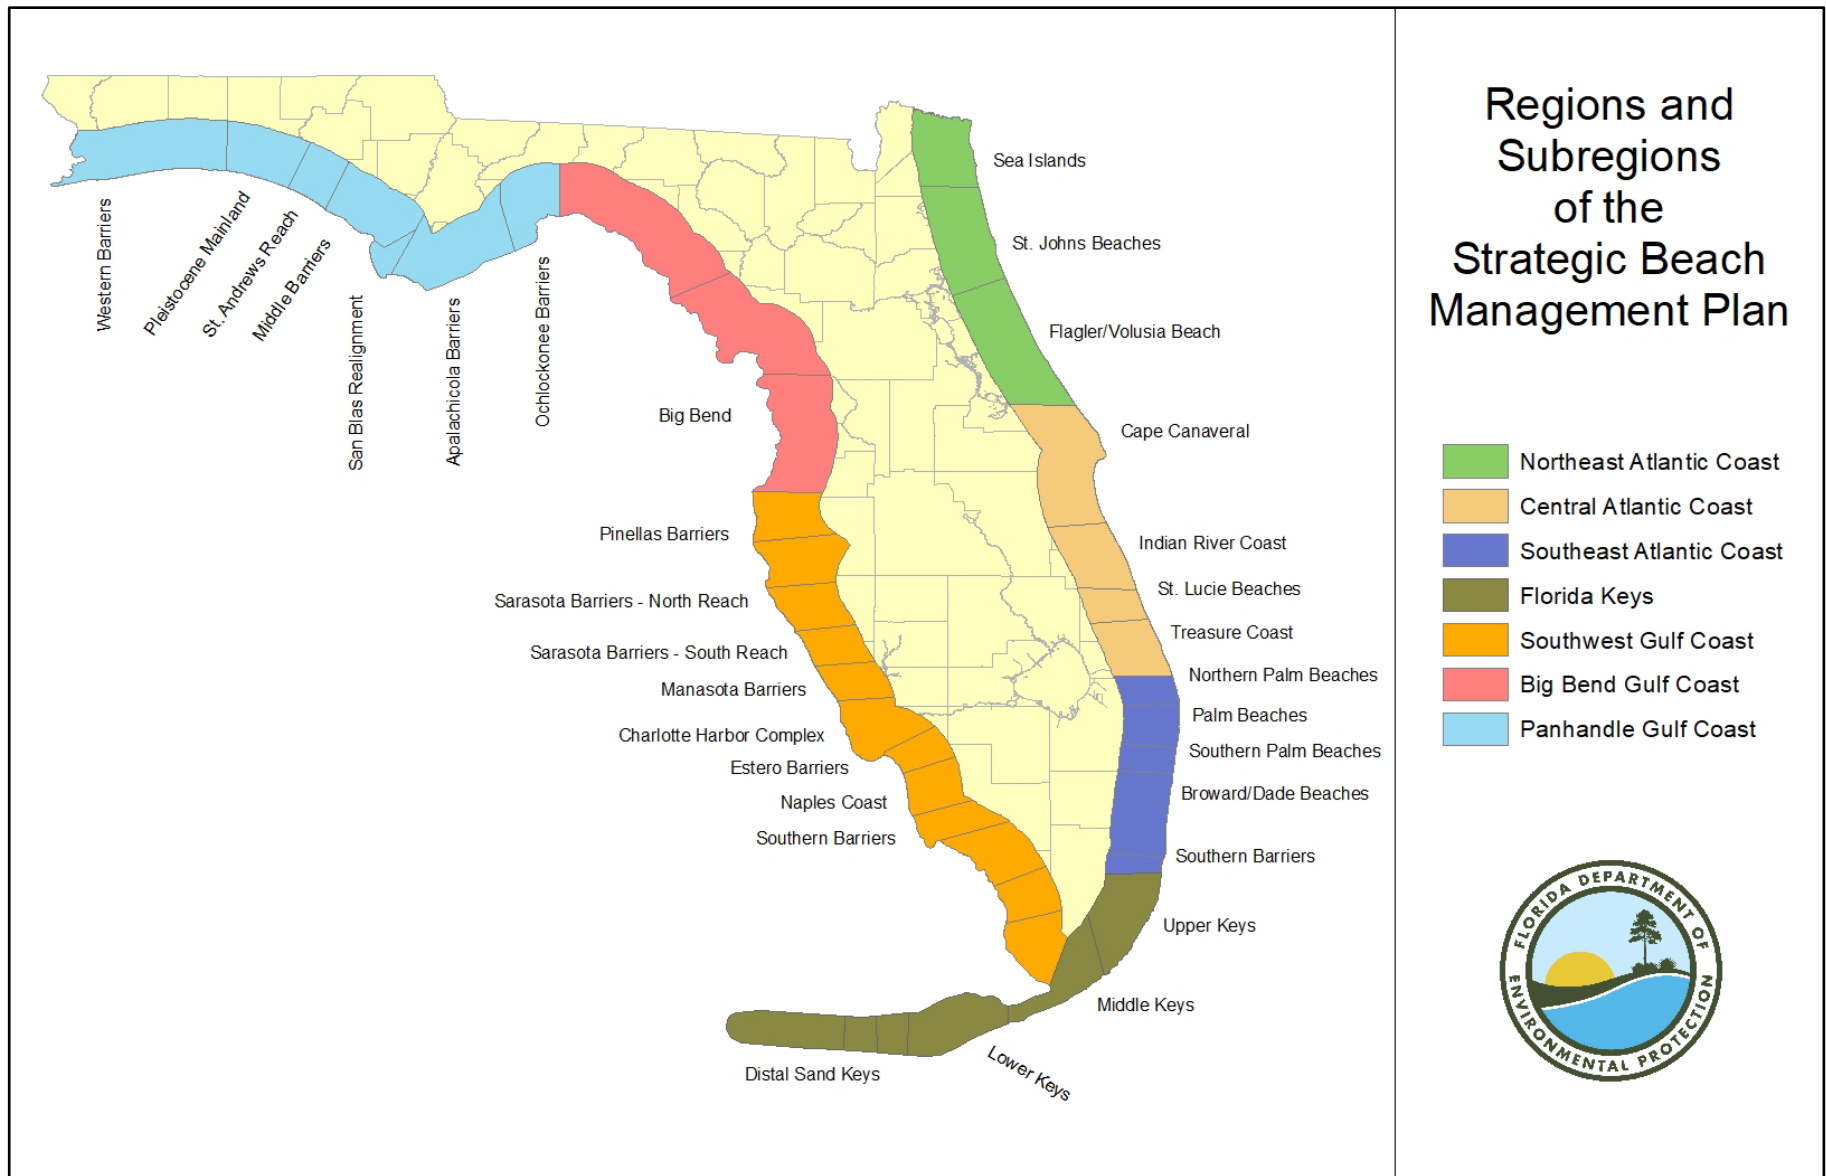 Regions and
Subregions
of the
Strategic Beach
Management Plan
Western Barriers
Pleistocene Mainland
St. Andrews Reach
Middle Barriers
San Blas Realignment
Apalachicola Barriers
Ochlockonee Barriers
Big Bend
Pinellas Barriers
Sarasota Barriers - North Reach
Sarasota Barriers - South Reach
Manasota Barriers
Charlotte Harbor Complex
Estero Barriers
Naples Coast
Southern Barriers
Sea Islands
St. Johns Beaches
Flagler/Volusia Beach
Cape Canaveral
Indian River Coast
St. Lucie Beaches
Treasure Coast
Northern Palm Beaches
Palm Beaches
Southern Palm Beaches
Broward/Dade Beaches
Southern Barriers
Upper Keys
Middle Keys
Lower Keys
Distal Sand Keys
Northeast Atlantic Coast
Central Atlantic Coast
Southeast Atlantic Coast
Florida Keys
Southwest Gulf Coast
Big Bend Gulf Coast
Panhandle Gulf Coast
FLORIDA DEPARTMENT OF
ENVIRONMENTAL PROTECTION